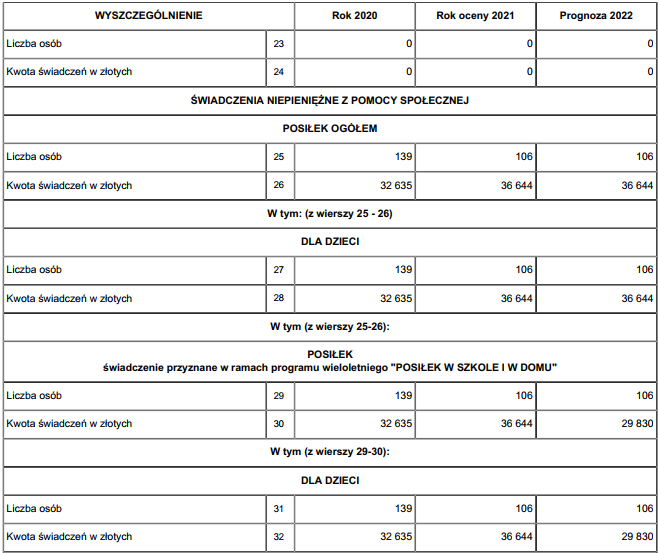 WYSZCZEGÓLNIENIE Rok 2020 Rok oceny 2021 Prognoza 2022
Liczba osób 23 0 0 0
Kwota świadczeń w złotych 24 0 0 0
ŚWIADCZENIA NIEPIENIĘŻNE Z POMOCY SPOŁECZNEJ
POSIŁEK OGÓŁEM
Liczba osób 25 139 106 106
Kwota świadczeń w złotych 26 32 635 36 644 36 644
W tym: (z wierszy 25 - 26)
DLA DZIECI
Liczba osób 27 139 106 106
Kwota świadczeń w złotych 28 32 635 36 644 36 644
W tym (z wierszy 25-26):
POSIŁEK
świadczenie przyznane w ramach programu wieloletniego "POSIŁEK W SZKOLE I W DOMU"
Liczba osób 29 139 106 106
Kwota świadczeń w złotych 30 32 635 36 644 29 830
W tym (z wierszy 29-30):
DLA DZIECI
Liczba osób 31 139 106 106
Kwota świadczeń w złotych 32 32 635 36 644 29 830